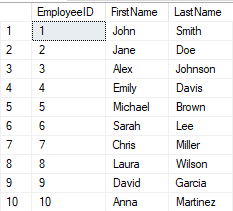 EmployeeID FirstName LastName
1 1 John Smith
2 2 Jane Doe
3 3 Alex Johnson
4 4 Emily Davis
5 5 Michael Brown
6 6 Sarah Lee
7 7 Chris Miller
8 8 Laura Wilson
9 9 David Garcia
10 10 Anna Martinez